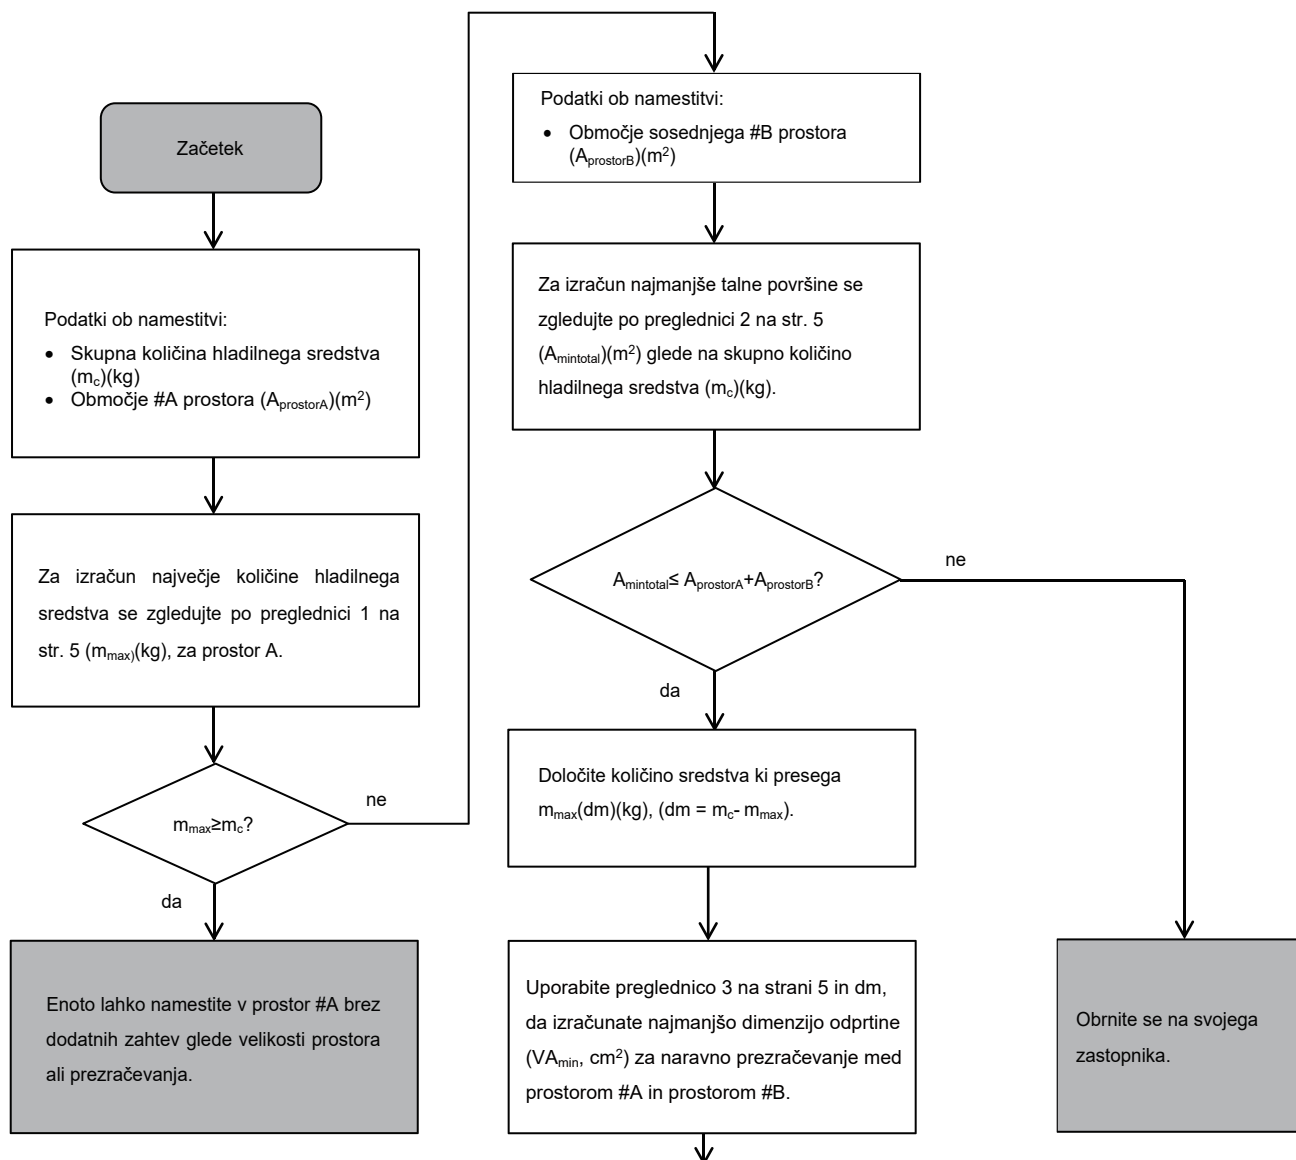 Začetek
Podatki ob namestitvi:
• Skupna količina hladilnega sredstva
(mc)(kg)
• Območje #A prostora (AprostorA)(m²)
Za izračun največje količine hladilnega
sredstva se zgledujte po preglednici 1 na
str. 5 (mmax)(kg), za prostor A.
mmax≥mc?
ne
da
Enoto lahko namestite v prostor #A brez
dodatnih zahtev glede velikosti prostora
ali prezračevanja.
Podatki ob namestitvi:
• Območje sosednjega #B prostora
(AprostorB)(m²)
Za izračun najmanjše talne površine se
zgledujte po preglednici 2 na str. 5
(Amintotal)(m²) glede na skupno količino
hladilnega sredstva (mc)(kg).
Amintotal≤ AprostorA+AprostorB?
ne
da
Določite količino sredstva ki presega
mmax(dm)(kg), (dm = mc- mmax).
Uporabite preglednico 3 na strani 5 in dm,
da izračunate najmanjšo dimenzijo odprtine
(VAmin, cm²) za naravno prezračevanje med
prostorom #A in prostorom #B.
Obrnite se na svojega
zastopnika.